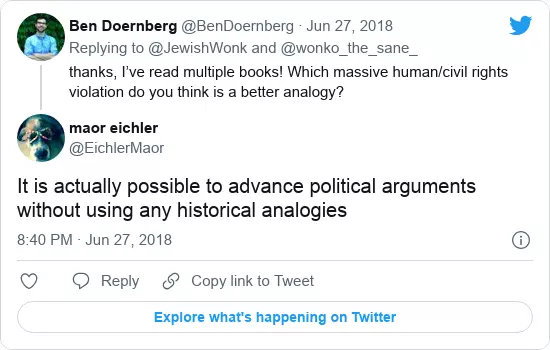 Ben Doernberg @BenDoernberg · Jun 27, 2018
Replying to @JewishWonk and @wonko_the_sane_
thanks, I’ve read multiple books! Which massive human/civil rights
violation do you think is a better analogy?
maor eichler
@EichlerMaor
It is actually possible to advance political arguments
without using any historical analogies
8:40 PM · Jun 27, 2018
Reply
Copy link to Tweet
Explore what's happening on Twitter